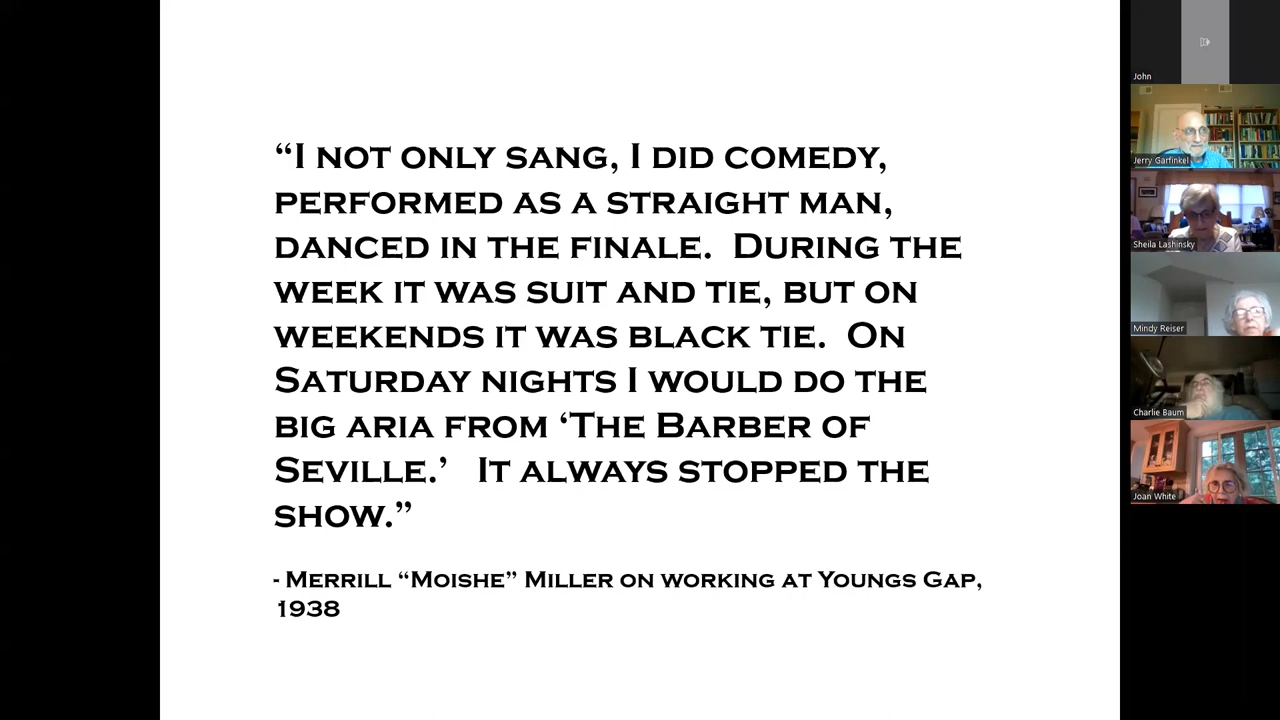 “I NOT ONLY SANG, I DID COMEDY,
PERFORMED AS A STRAIGHT MAN,
DANCED IN THE FINALE.  DURING THE
WEEK IT WAS SUIT AND TIE, BUT ON
WEEKENDS IT WAS BLACK TIE.  ON
SATURDAY NIGHTS I WOULD DO THE
BIG ARIA FROM ‘THE BARBER OF
SEVILLE.’   IT ALWAYS STOPPED THE
SHOW.”
- MERRILL “MOISHE” MILLER ON WORKING AT YOUNGS GAP,
1938
John
Jerry Garfinkel
Sheila Lashinsky
Mindy Reiser
Charlie Baum
Joan White